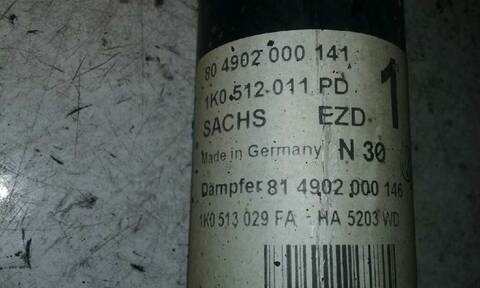 80 4902 000 141
1K0 512 011 PD
1
SACHS EZD
Made in Germany N 30
Dämpfer 81 4902 000 146
1K0 513 029 FA HA 5203 WD